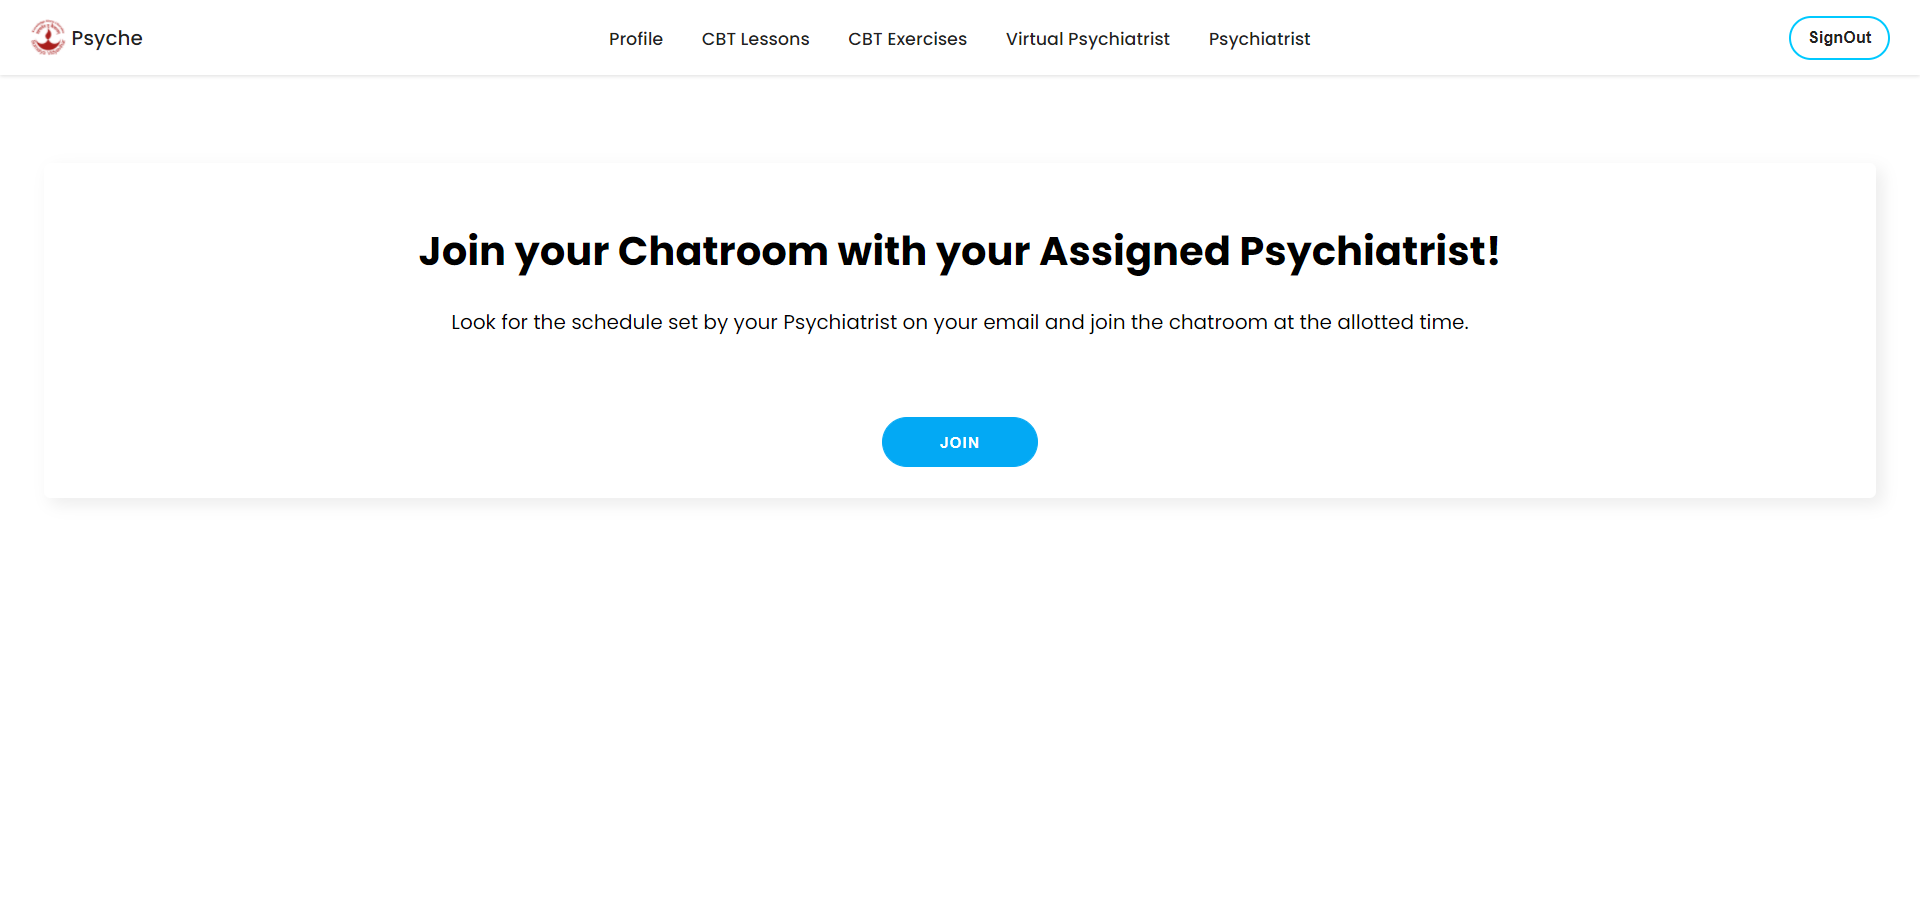 Psyche
Profile
CBT Lessons
CBT Exercises
Virtual Psychiatrist
Psychiatrist
SignOut
Join your Chatroom with your Assigned Psychiatrist!
Look for the schedule set by your Psychiatrist on your email and join the chatroom at the allotted time.
JOIN